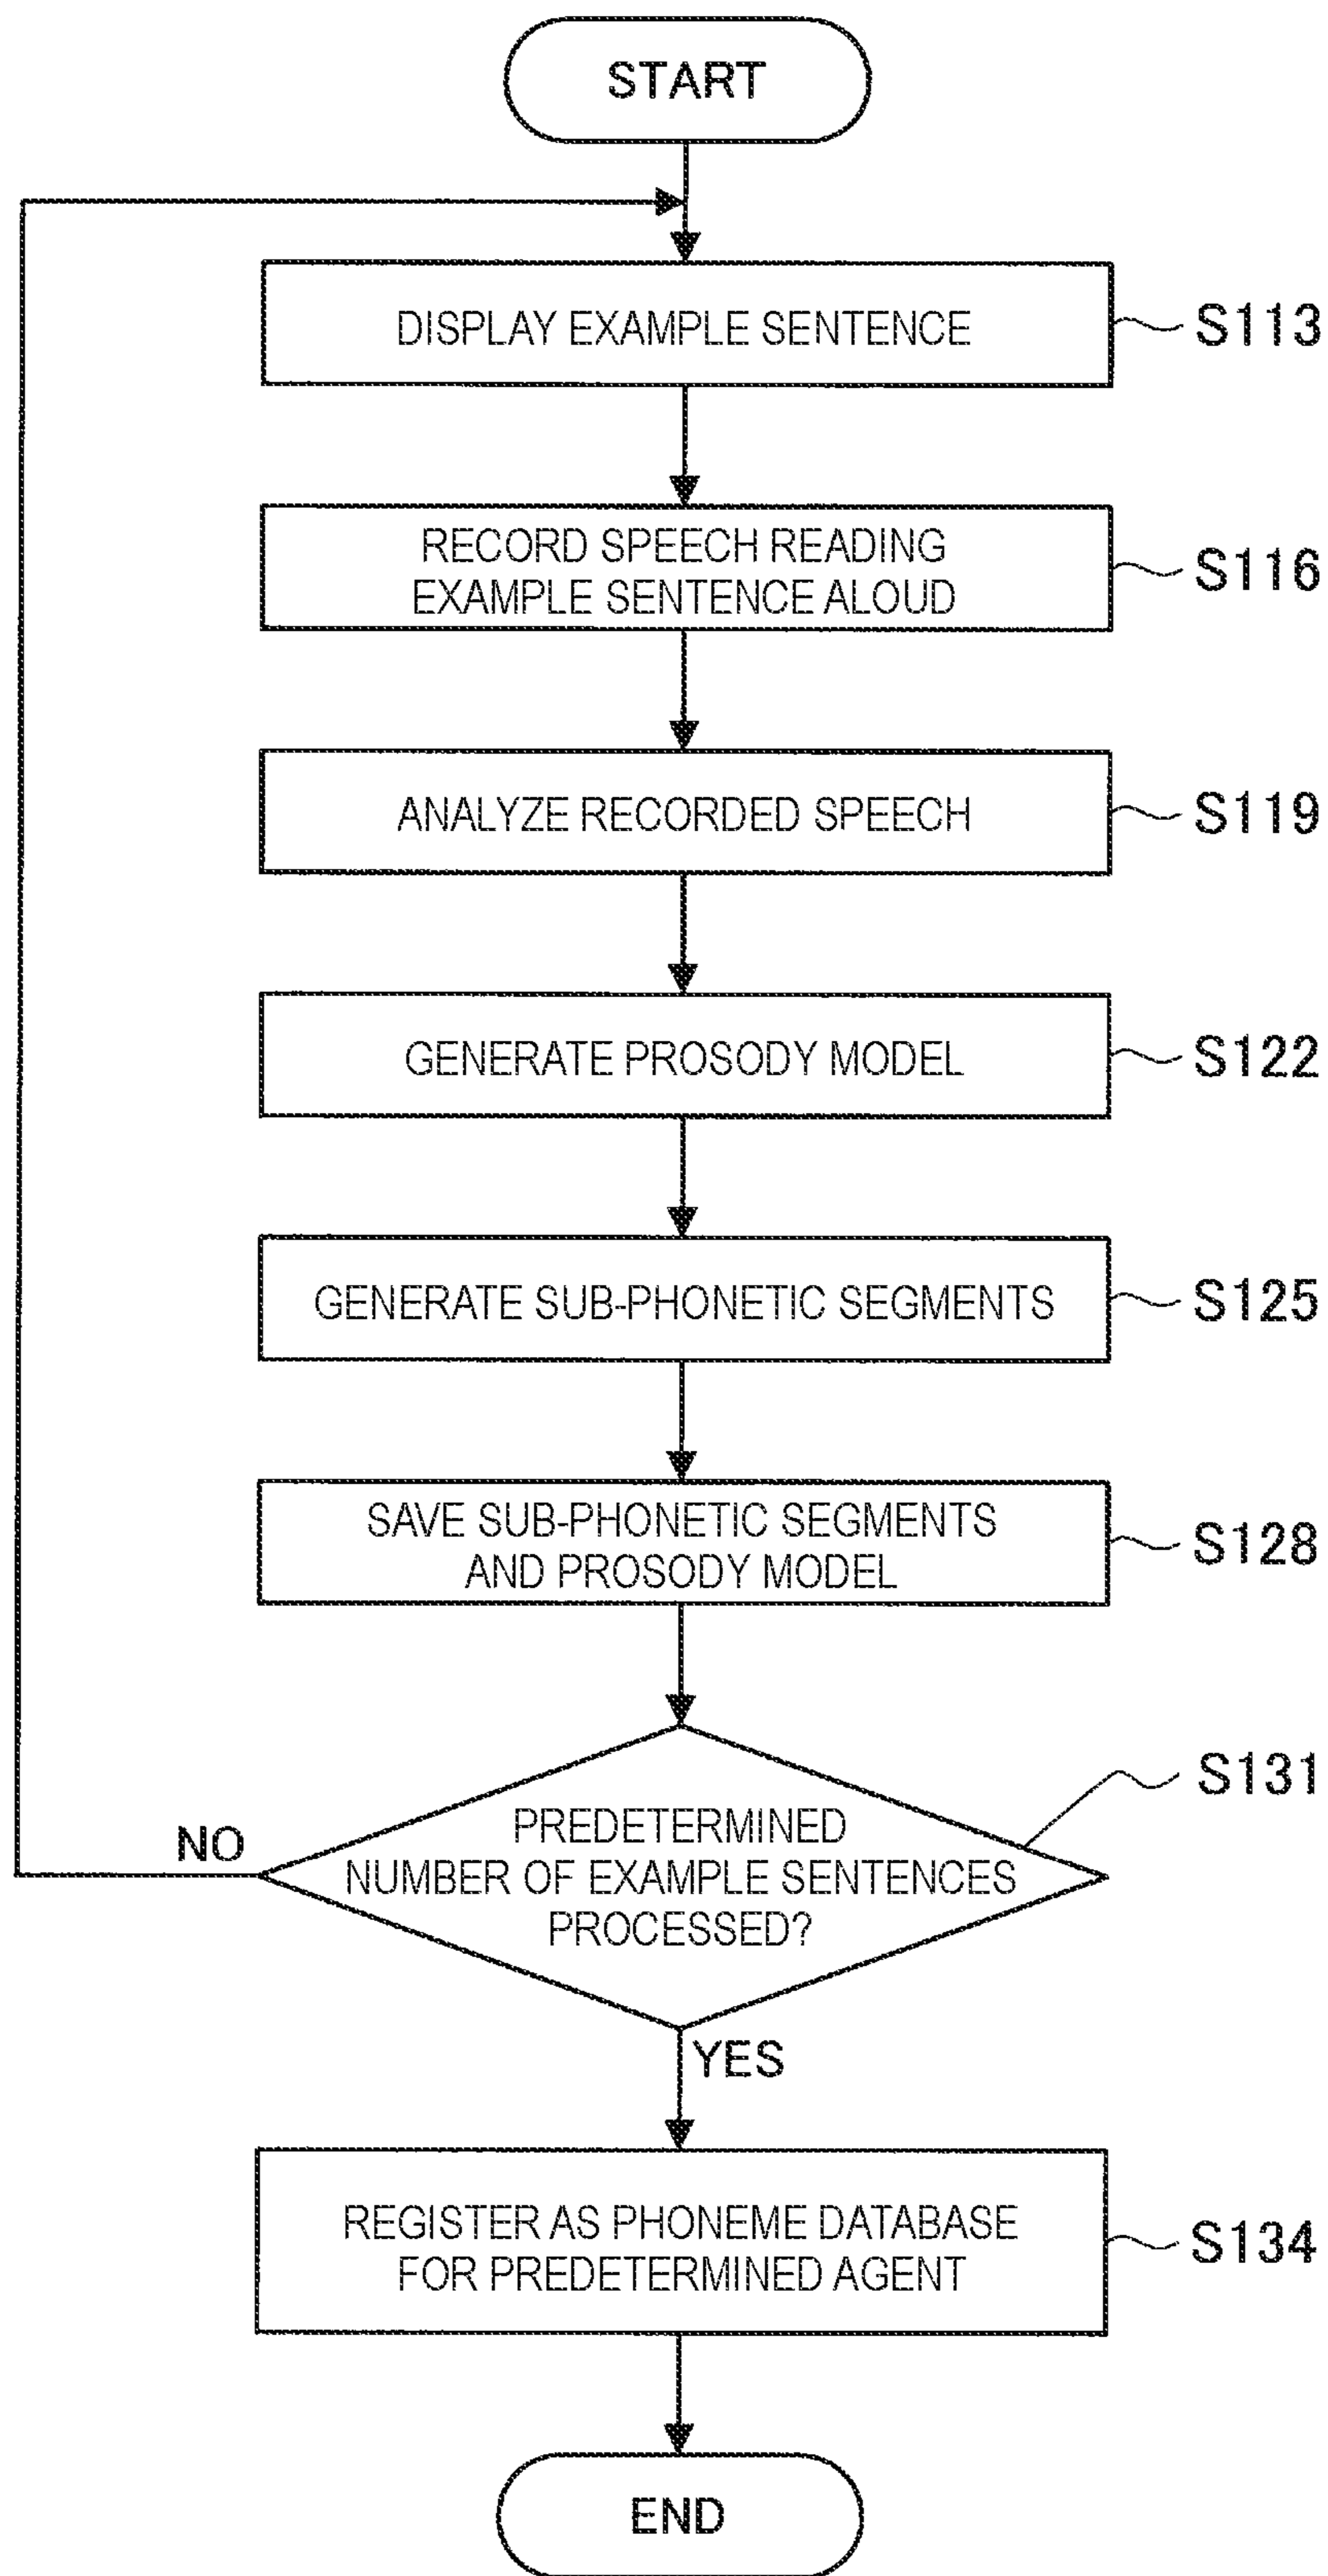 START
DISPLAY EXAMPLE SENTENCE
S113
RECORD SPEECH READING
EXAMPLE SENTENCE ALOUD
S116
ANALYZE RECORDED SPEECH
S119
GENERATE PROSODY MODEL
S122
GENERATE SUB-PHONETIC SEGMENTS
S125
SAVE SUB-PHONETIC SEGMENTS
AND PROSODY MODEL
S128
S131
PREDETERMINED
NUMBER OF EXAMPLE SENTENCES
PROCESSED?
NO
YES
REGISTER AS PHONEME DATABASE
FOR PREDETERMINED AGENT
S134
END